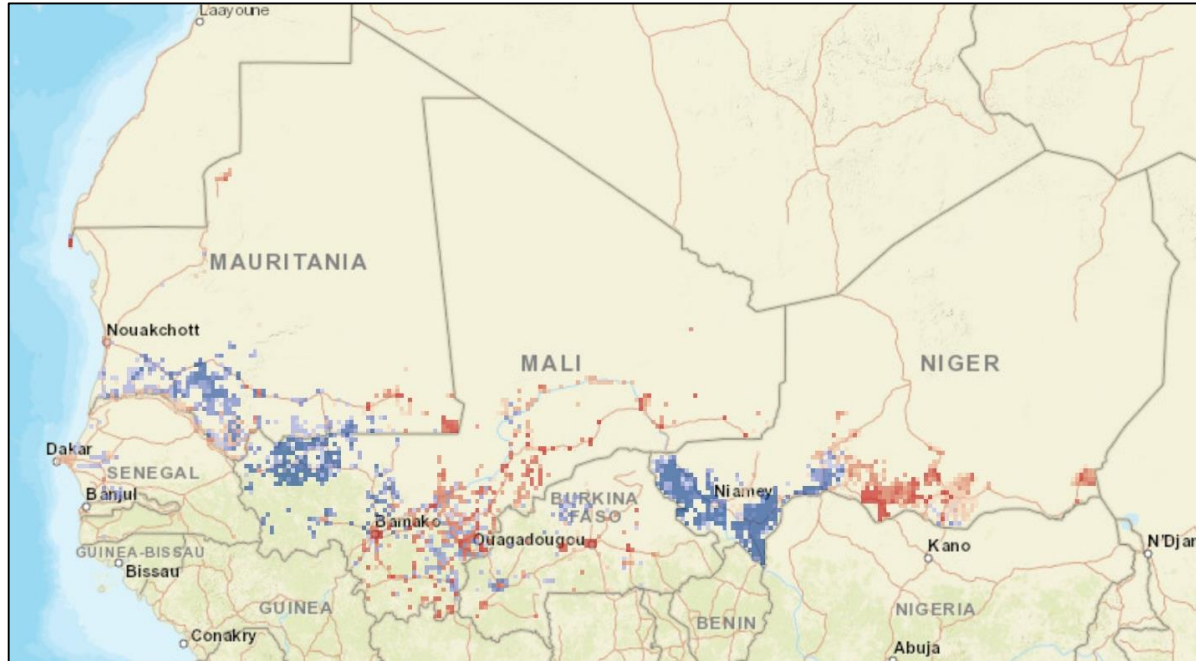 Laayoune
MAURITANIA
Nouakchott
MALI
NIGER
Dakar
SENEGAL
Banjul
BURKINA
FASO
Niamey
Bamako
Ouagadougou
GUINEA-BISSAU
Bissau
Kano
N'Djan
GUINEA
BENIN
NIGERIA
Conakry
Abuja